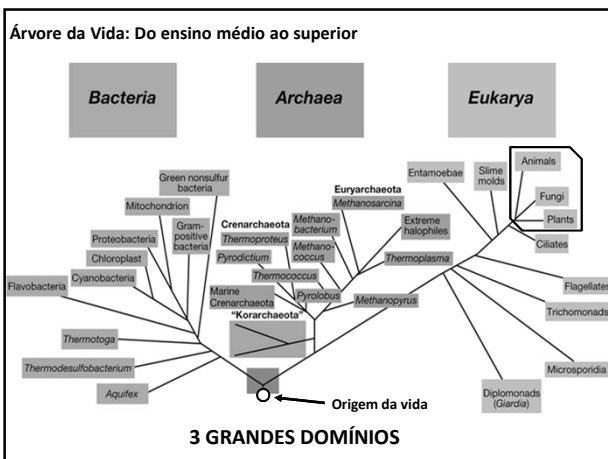 Árvore da Vida: Do ensino médio ao superior
Bacteria
Archaea
Eukarya
Green nonsulfur
bacteria
Mitochondrion
Gram-
positive
bacteria
Proteobacteria
Chloroplast
Cyanobacteria
Flavobacteria
Thermotoga
Thermodesulfobacterium
Aquifex
Crenarchaeota
Thermoproteus
Pyrodictium
Thermococcus
Marine
Crenarchaeota
Pyrolobus
"Korarchaeota"
Euryarchaeota
Methanosarcina
Methano-
bacterium
Methano-
coccus
Extreme
halophiles
Thermoplasma
Methanopyrus
Entamoebae
Slime
molds
Animals
Fungi
Plants
Ciliates
Flagellates
Trichomonads
Microsporidia
Diplomonads
(Giardia)
Origem da vida
3 GRANDES DOMÍNIOS